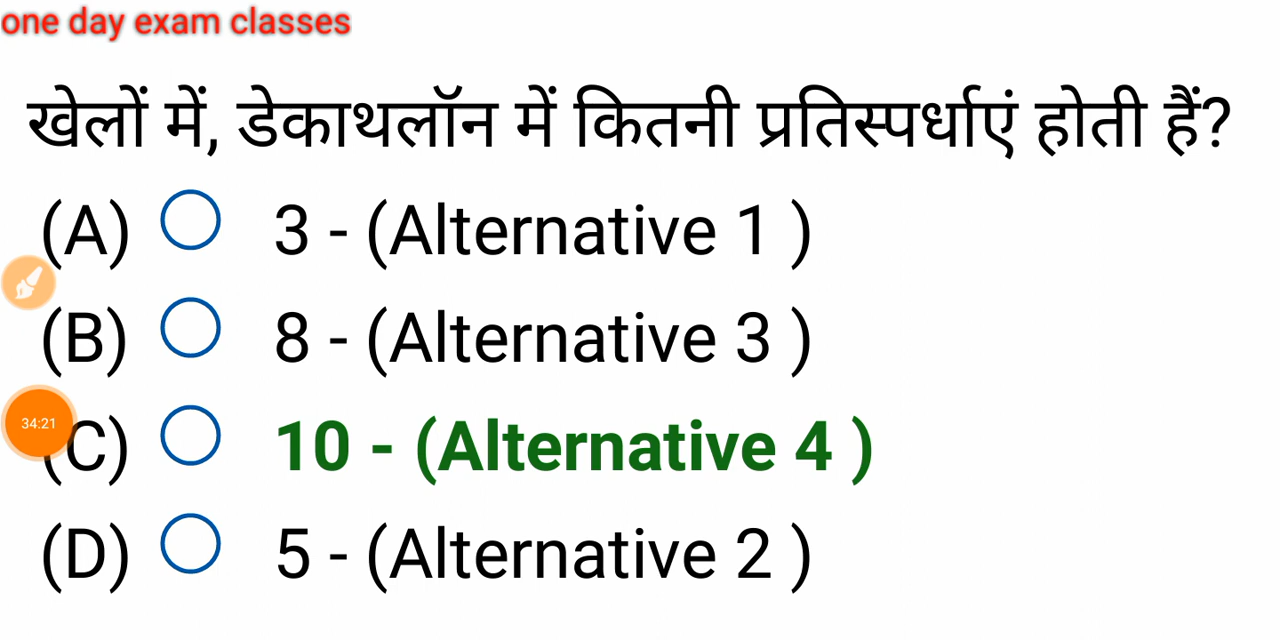 one day exam classes
खेलों में, डेकाथलॉन में कितनी प्रतिस्पर्धाएं होती हैं?
(A) 3 - (Alternative 1 )
(B) 8 - (Alternative 3 )
34:21
(C) 10 - (Alternative 4 )
(D) 5 - (Alternative 2 )